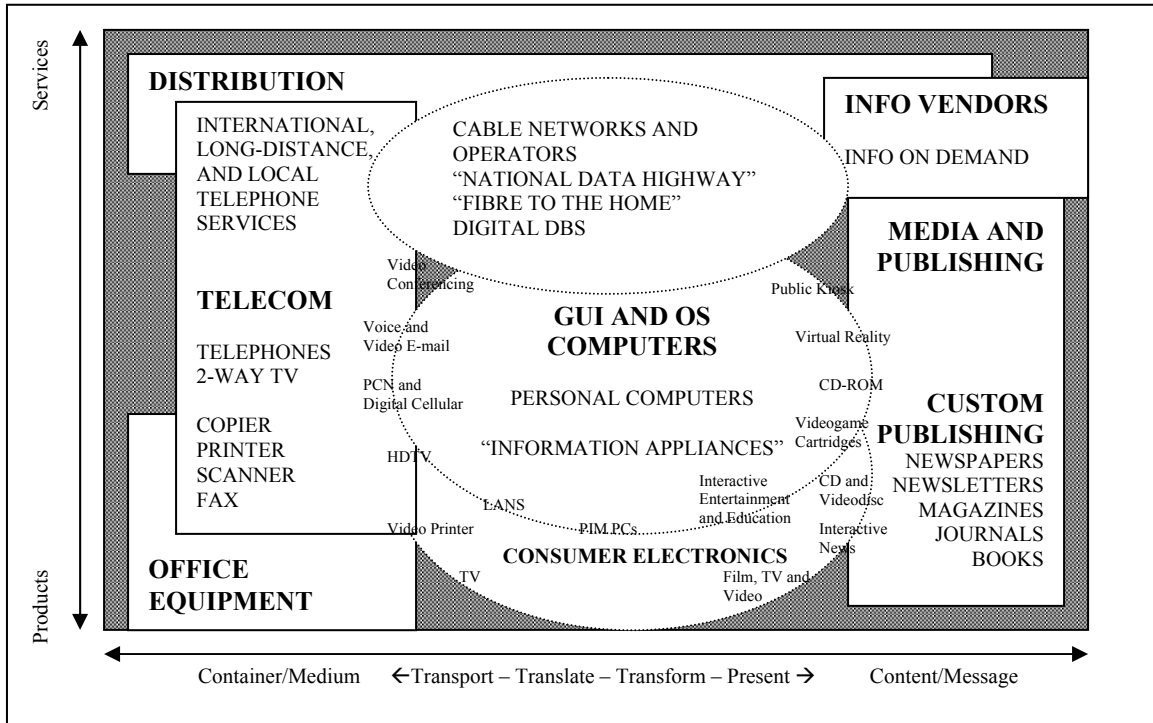 Services
Products
DISTRIBUTION
INTERNATIONAL,
LONG-DISTANCE,
AND LOCAL
TELEPHONE
SERVICES
TELECOM
TELEPHONES
2-WAY TV
COPIER
PRINTER
SCANNER
FAX
OFFICE
EQUIPMENT
CABLE NETWORKS AND
OPERATORS
“NATIONAL DATA HIGHWAY”
“FIBRE TO THE HOME”
DIGITAL DBS
INFO VENDORS
INFO ON DEMAND
MEDIA AND
PUBLISHING
CUSTOM
PUBLISHING
NEWSPAPERS
NEWSLETTERS
MAGAZINES
JOURNALS
BOOKS
Video
Conferencing
Voice and
Video E-mail
PCN and
Digital Cellular
HDTV
LANS
Video Printer
PIM PCs
TV
GUI AND OS
COMPUTERS
PERSONAL COMPUTERS
“INFORMATION APPLIANCES”
CONSUMER ELECTRONICS
Public Kiosk
Virtual Reality
CD-ROM
Videogame
Cartridges
Interactive
Entertainment
and Education
CD and
Videodisc
Interactive
News
Film, TV and
Video
Container/Medium ←Transport – Translate – Transform – Present → Content/Message